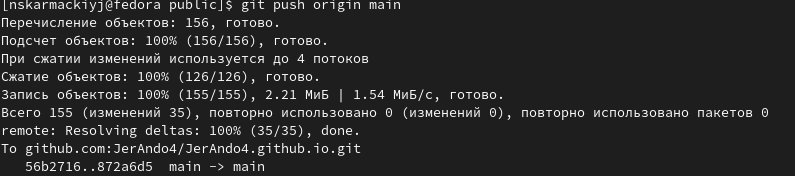 [nskarmackiyj@fedora public]$ git push origin main
Перечисление объектов: 156, готово.
Подсчет объектов: 100% (156/156), готово.
При сжатии изменений используется до 4 потоков
Сжатие объектов: 100% (126/126), готово.
Запись объектов: 100% (155/155), 2.21 МиБ | 1.54 МиБ/с, готово.
Всего 155 (изменений 35), повторно использовано 0 (изменений 0), повторно использовано пакетов 0
remote: Resolving deltas: 100% (35/35), done.
To github.com:JerAndo4/JerAndo4.github.io.git
   56b2716..872a6d5  main -> main